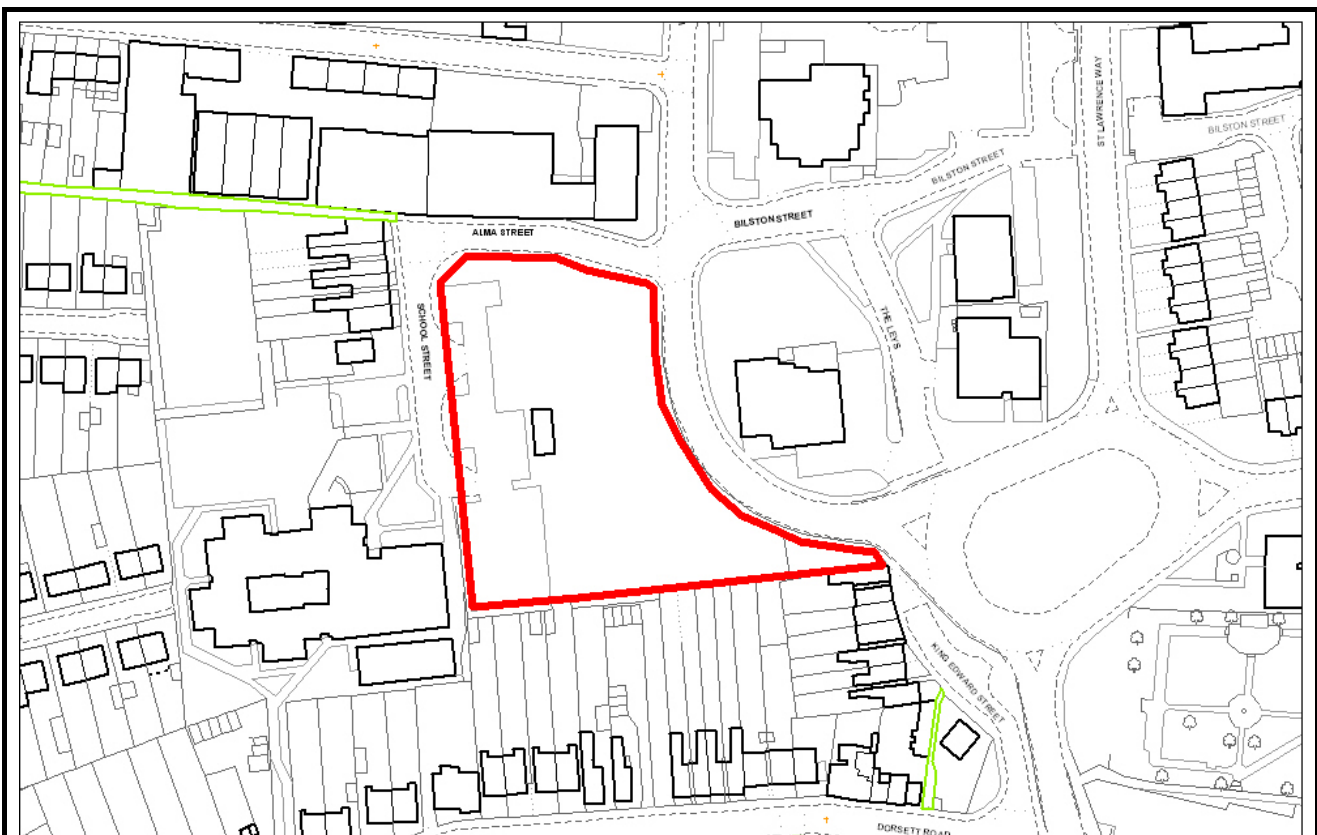 ST LAWRENCE WAY
BILSTON STREET
BILSTON STREET
BILSTON STREET
ALMA STREET
SCHOOL STREET
THE LEYS
KING EDWARD STREET
DORSETT ROAD